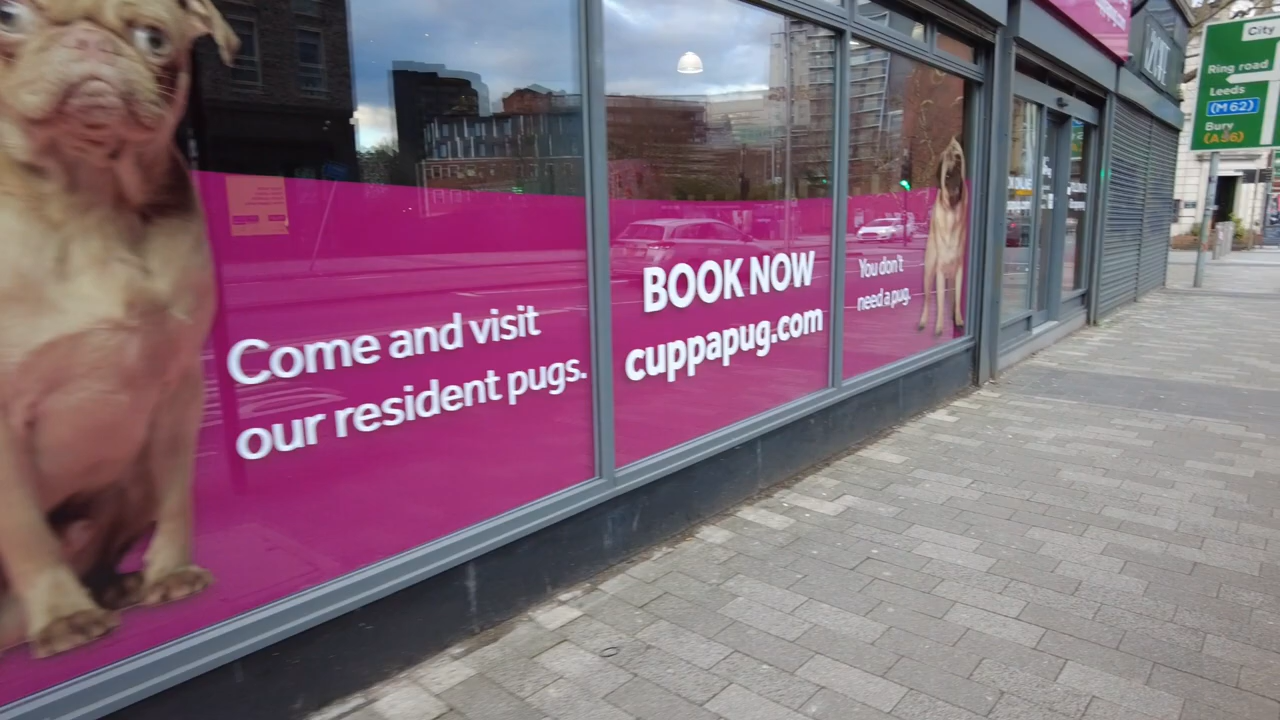 Come and visit
our resident pugs.
BOOK NOW
cuppapug.com
You don't
need a pug.
City
Ring road
Leeds
(M 62)
Bury
(A56)